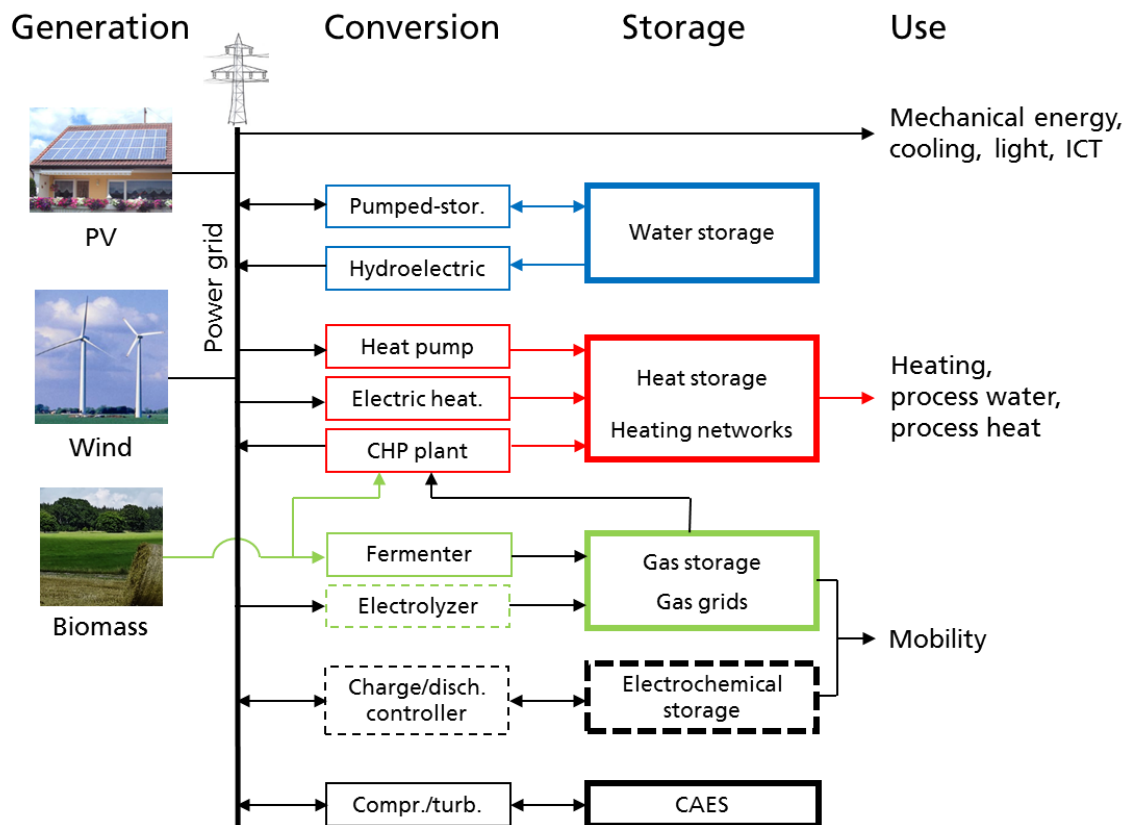 Generation
Conversion
Storage
Use
Mechanical energy,
cooling, light, ICT
PV
Power grid
Pumped-stor.
Water storage
Hydroelectric
Wind
Heat pump
Electric heat.
CHP plant
Heat storage
Heating networks
Heating,
process water,
process heat
Biomass
Fermenter
Electrolyzer
Gas storage
Gas grids
Mobility
Charge/disch.
controller
Electrochemical
storage
Compr./turb.
CAES